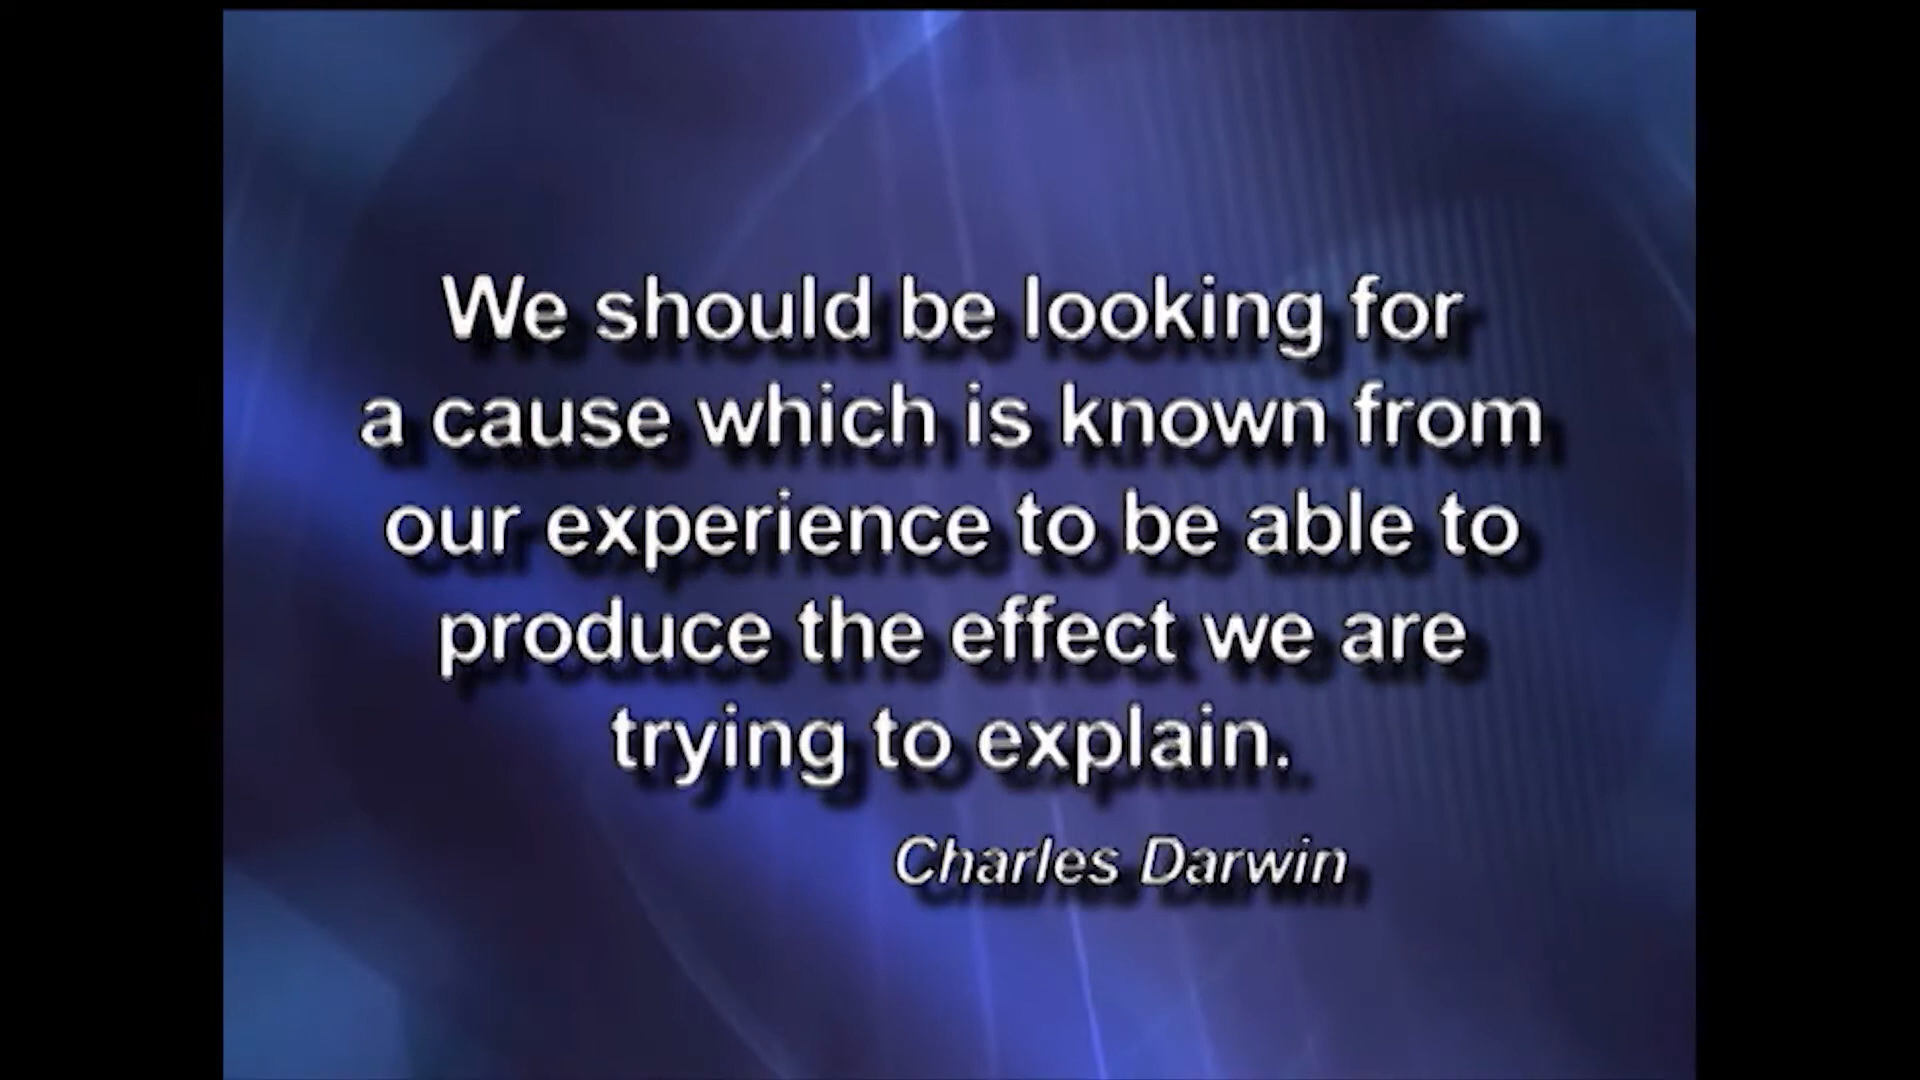 We should be looking for
a cause which is known from
our experience to be able to
produce the effect we are
trying to explain.
Charles Darwin